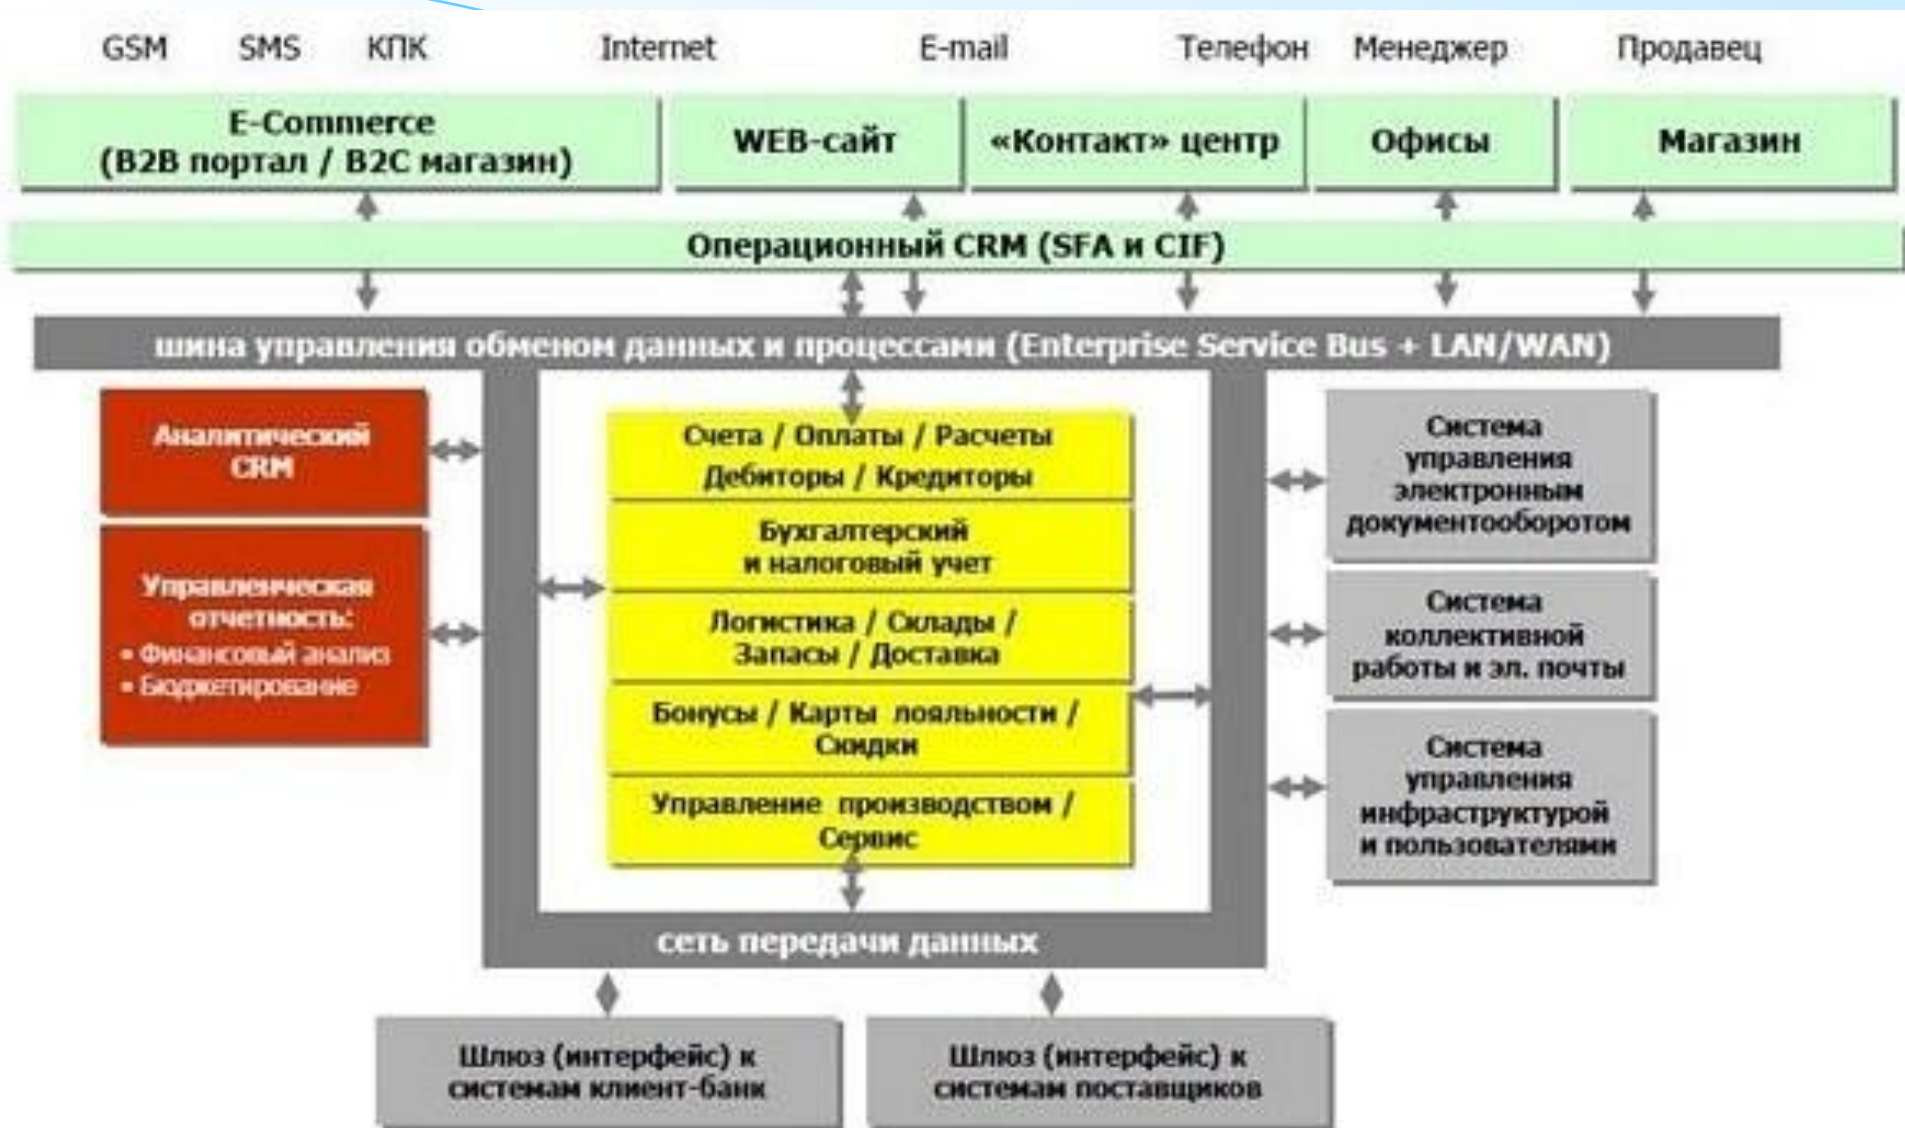 GSM SMS КПК Internet E-mail Телефон Менеджер Продавец
E-Commerce
(B2B портал / B2C магазин)
WEB-сайт
«Контакт» центр
Офисы
Магазин
Операционный CRM (SFA и CIF)
шина управления обменом данных и процессами (Enterprise Service Bus + LAN/WAN)
Аналитический
CRM
Управленческая
отчетность:
• Финансовый анализ
• Бюджетирование
Счета / Оплаты / Расчеты
Дебиторы / Кредиторы
Бухгалтерский
и налоговый учет
Логистика / Склады /
Запасы / Доставка
Бонусы / Карты лояльности /
Скидки
Управление производством /
Сервис
Система
управления
электронным
документооборотом
Система
коллективной
работы и эл. почты
Система
управления
инфраструктурой
и пользователями
сеть передачи данных
Шлюз (интерфейс) к
системам клиент-банк
Шлюз (интерфейс) к
системам поставщиков